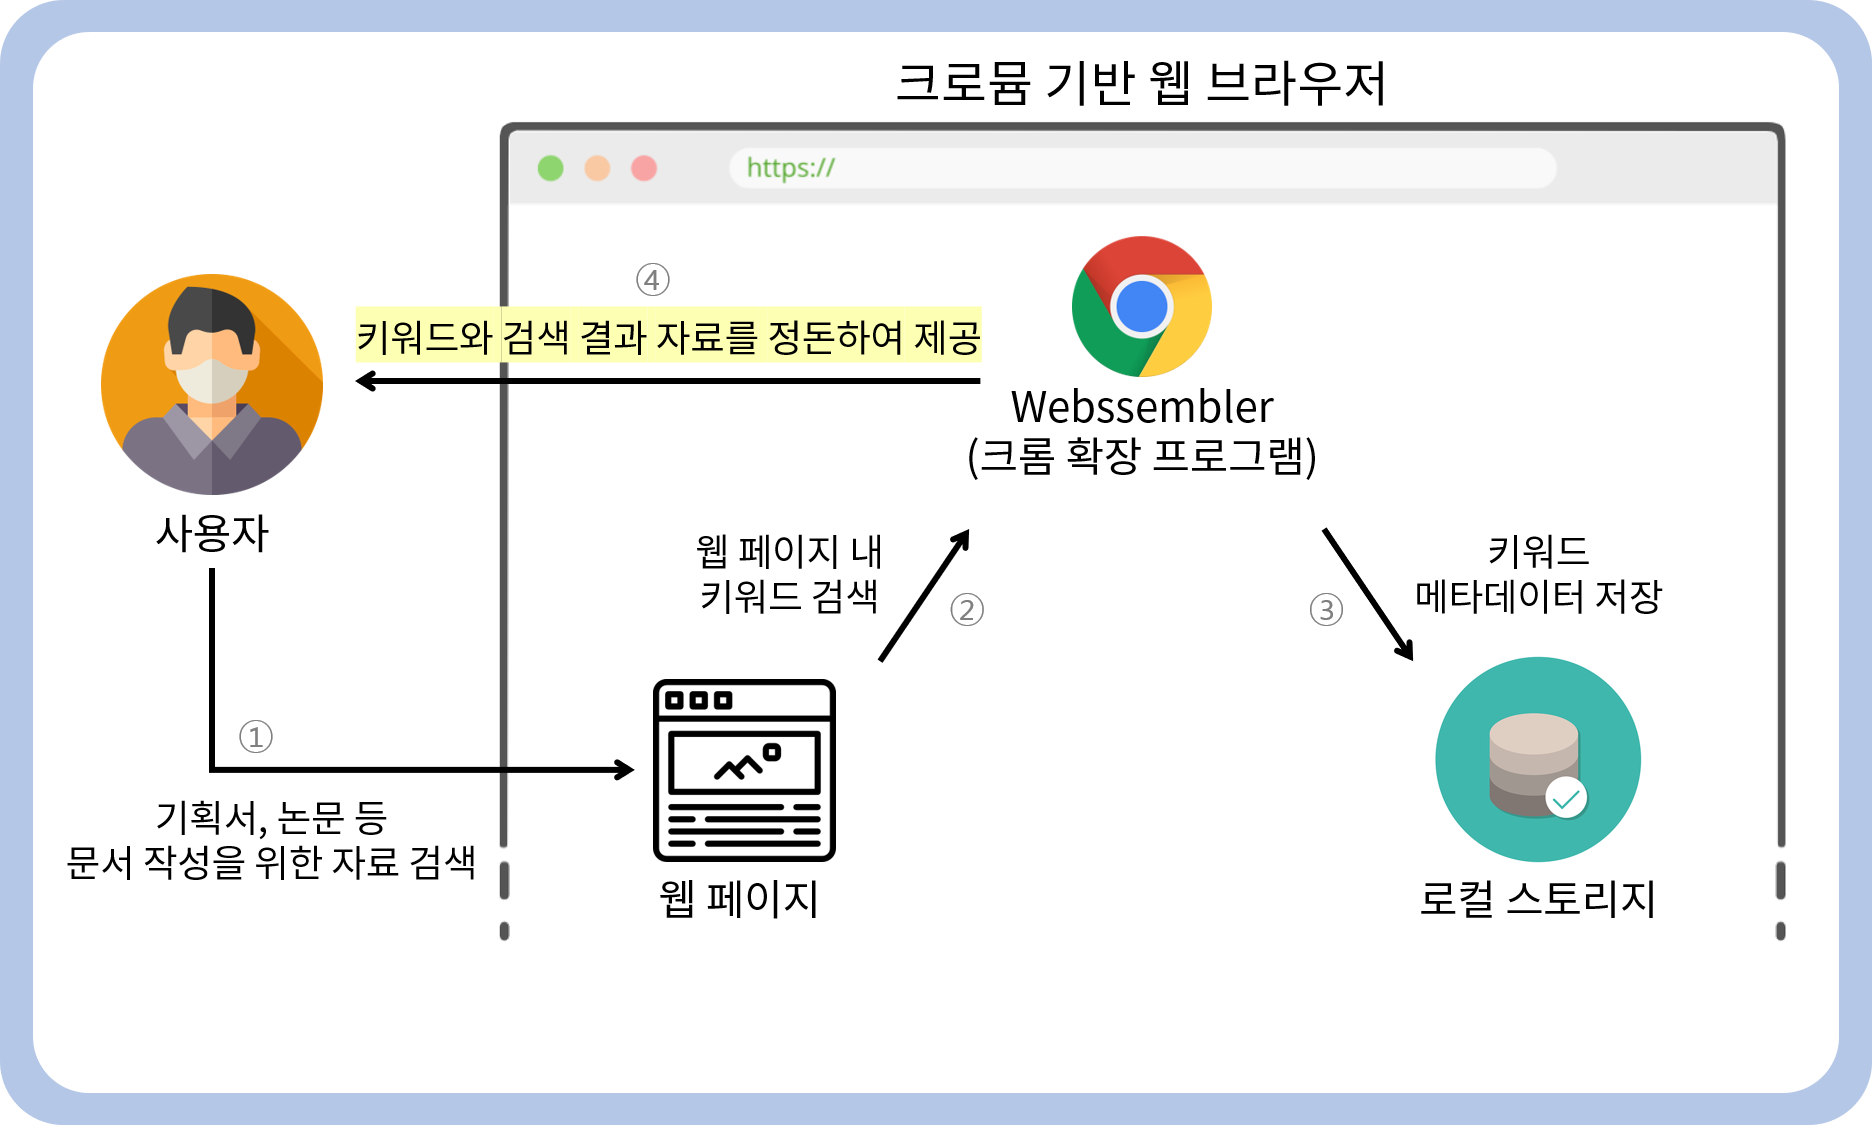 크로뮴 기반 웹 브라우저
https://
④
키워드와 검색 결과 자료를 정돈하여 제공
Webssembler
(크롬 확장 프로그램)
사용자
웹 페이지 내
키워드 검색
②
③
키워드
메타데이터 저장
①
기획서, 논문 등
문서 작성을 위한 자료 검색
웹 페이지
로컬 스토리지